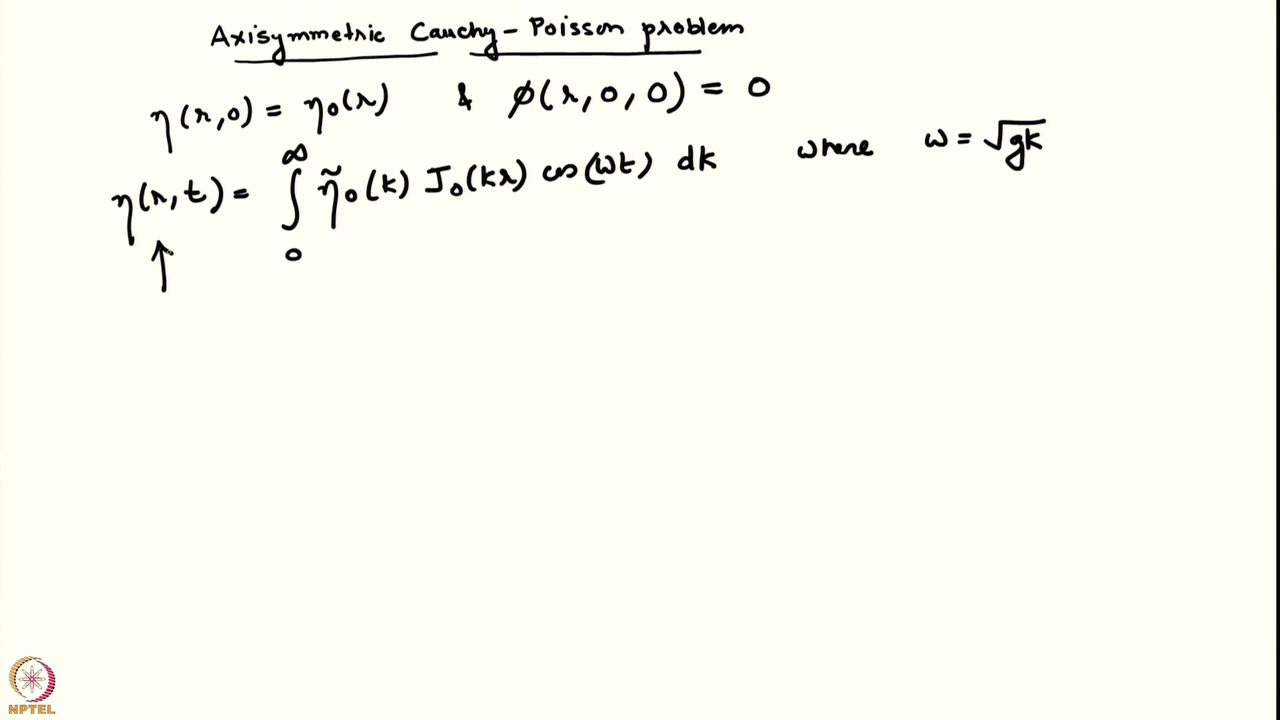 Axisymmetric Cauchy-Poisson problem
η(r,0) = η₀(r) & φ(r,0,0) = 0
η(r,t) = ∫₀^∞ η̃₀(k) J₀(kr) cos(ωt) dk where ω = √gk
NPTEL